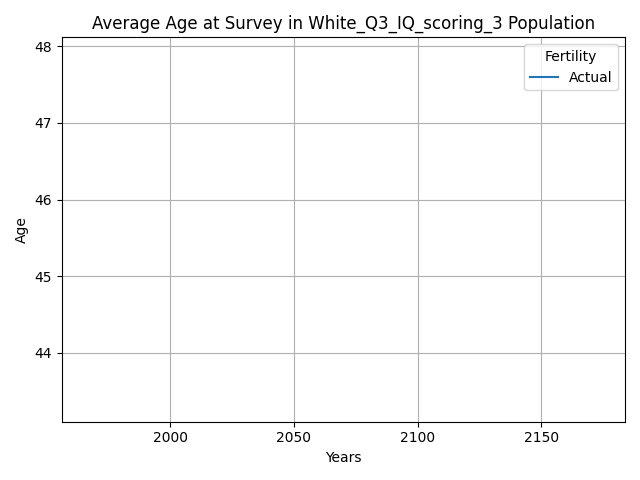 Average Age at Survey in White_Q3_IQ_scoring_3 Population
Fertility
Actual
48
47
46
45
44
Age
2000 2050 2100 2150
Years